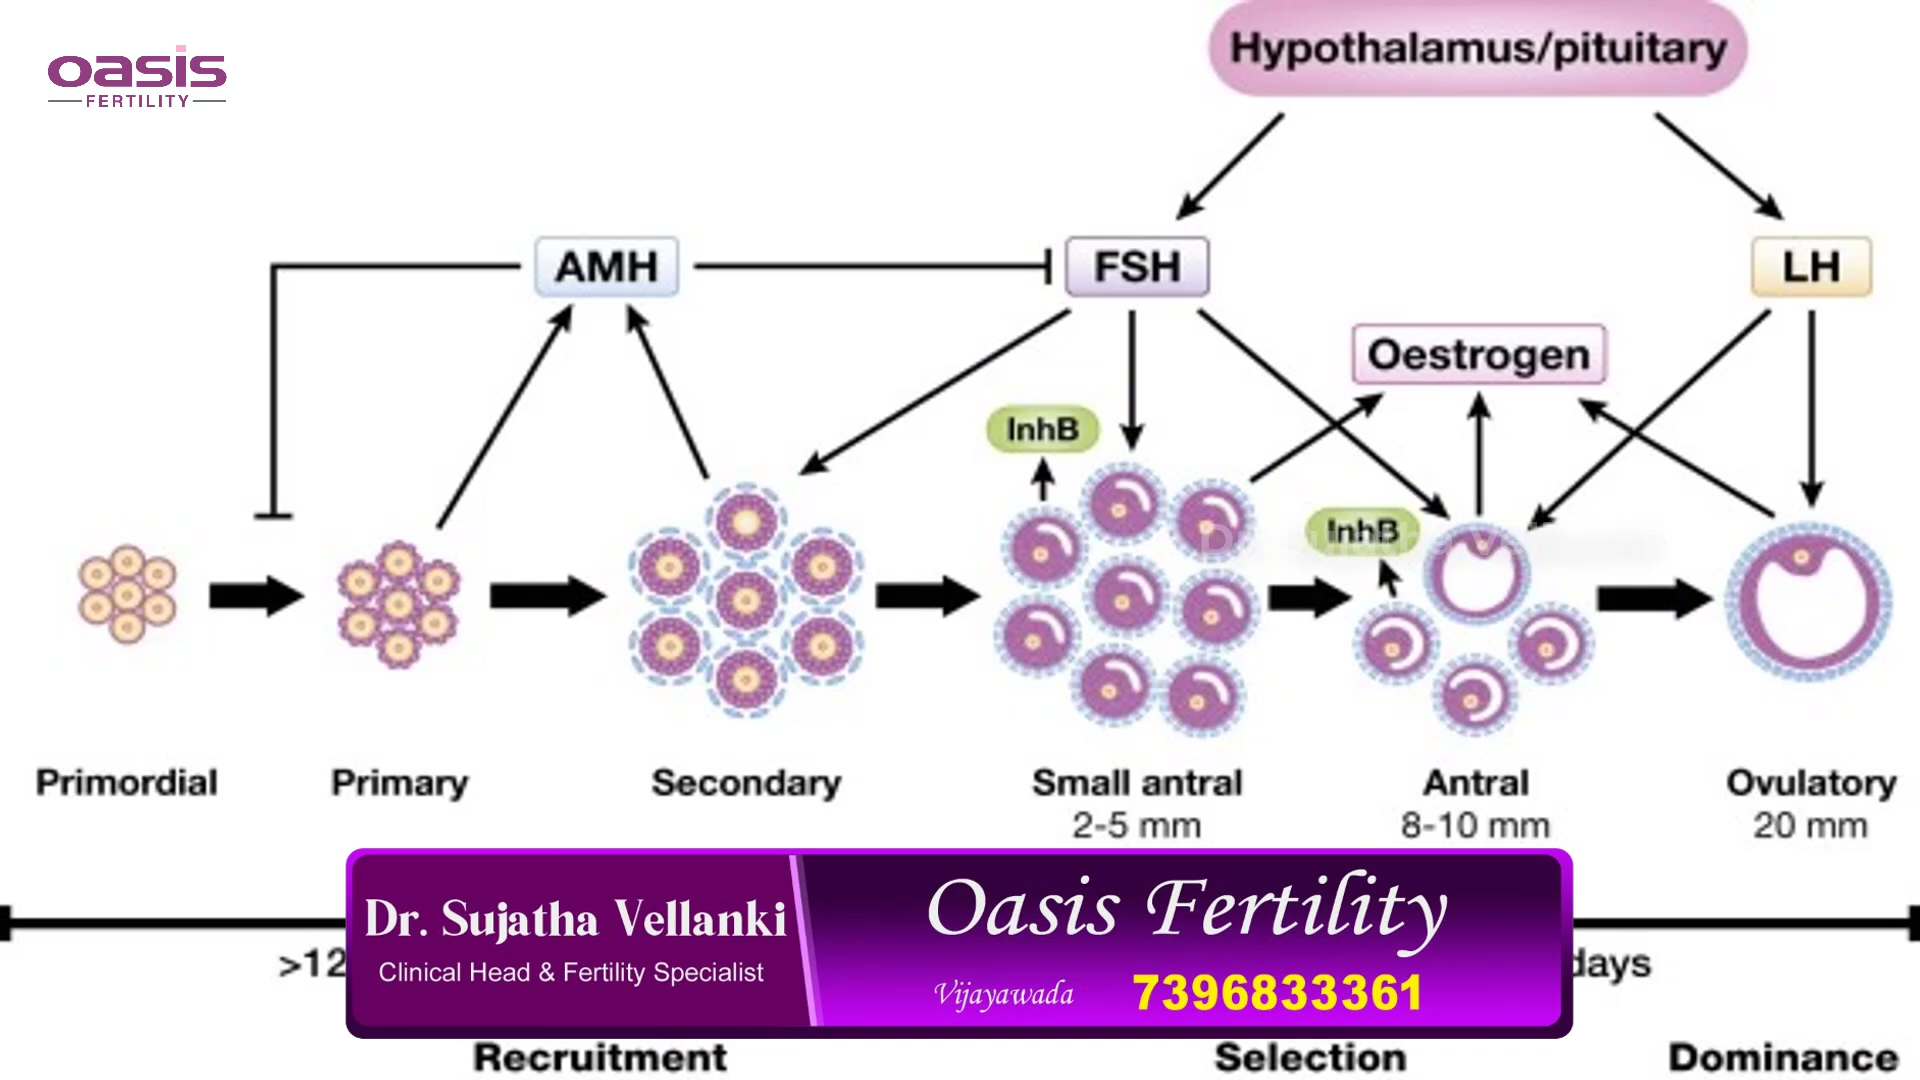 oasis
FERTILITY
Hypothalamus/pituitary
AMH
FSH
LH
Oestrogen
InhB
InhB
Primordial
Primary
Secondary
Small antral
2-5 mm
Antral
8-10 mm
Ovulatory
20 mm
Dr. Sujatha Vellanki
Clinical Head & Fertility Specialist
Oasis Fertility
Vijayawada
7396833361
>12
days
Recruitment
Selection
Dominance